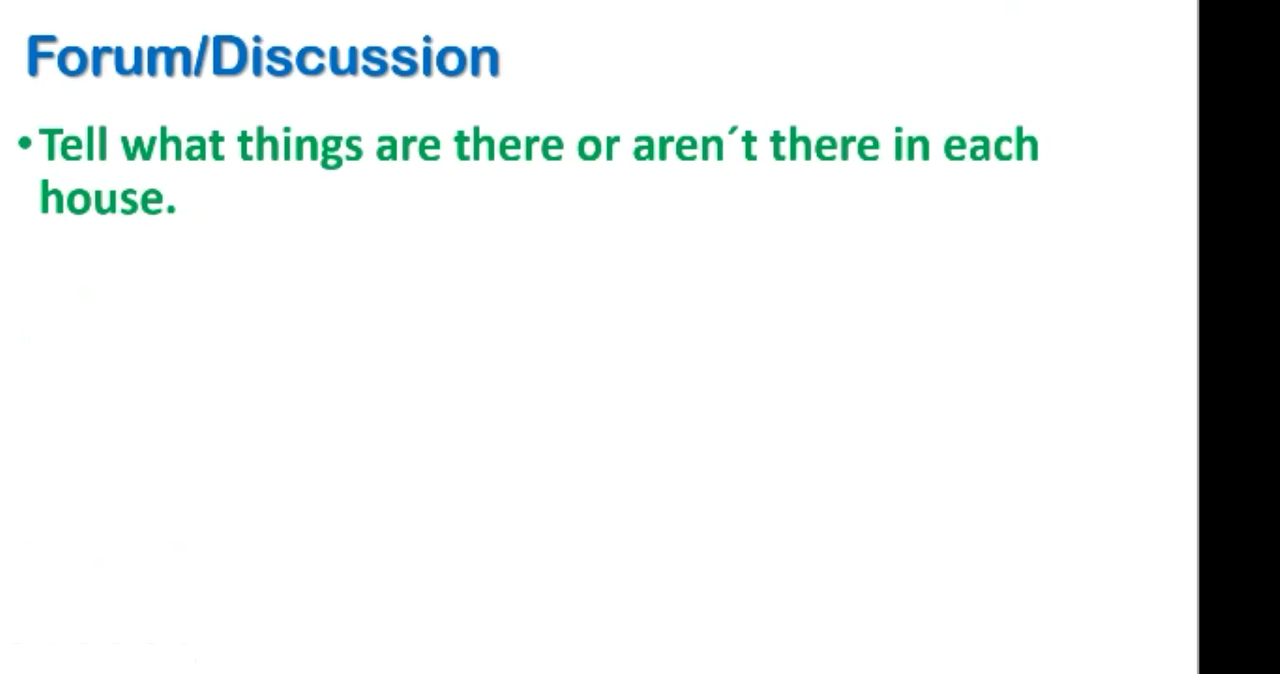 Forum/Discussion
•Tell what things are there or aren´t there in each
house.